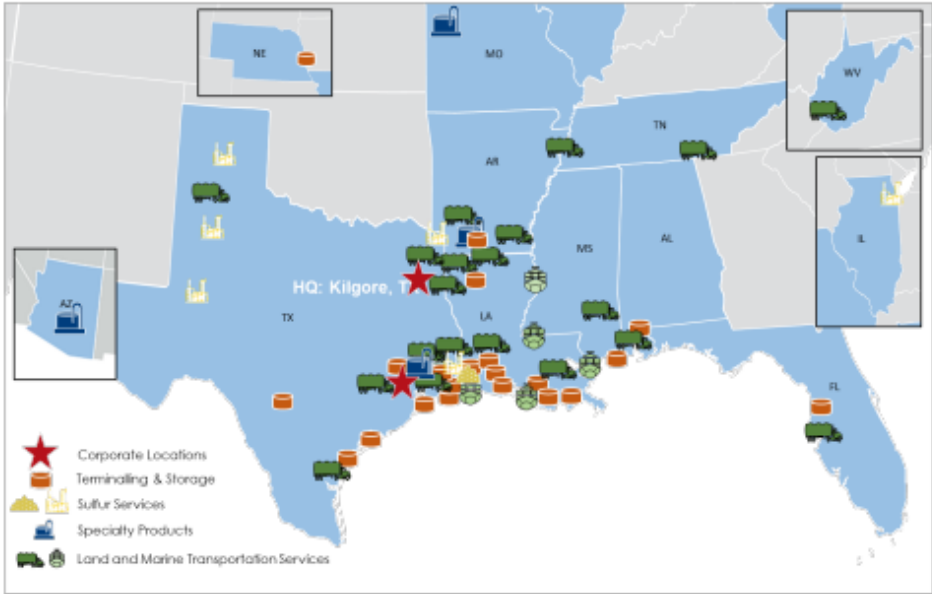 NE
MO
WV
TN
AR
IL
MS
AL
AZ
HQ: Kilgore, T
TX
LA
FL
Corporate Locations
Terminalling & Storage
Sulfur Services
Specialty Products
Land and Marine Transportation Services